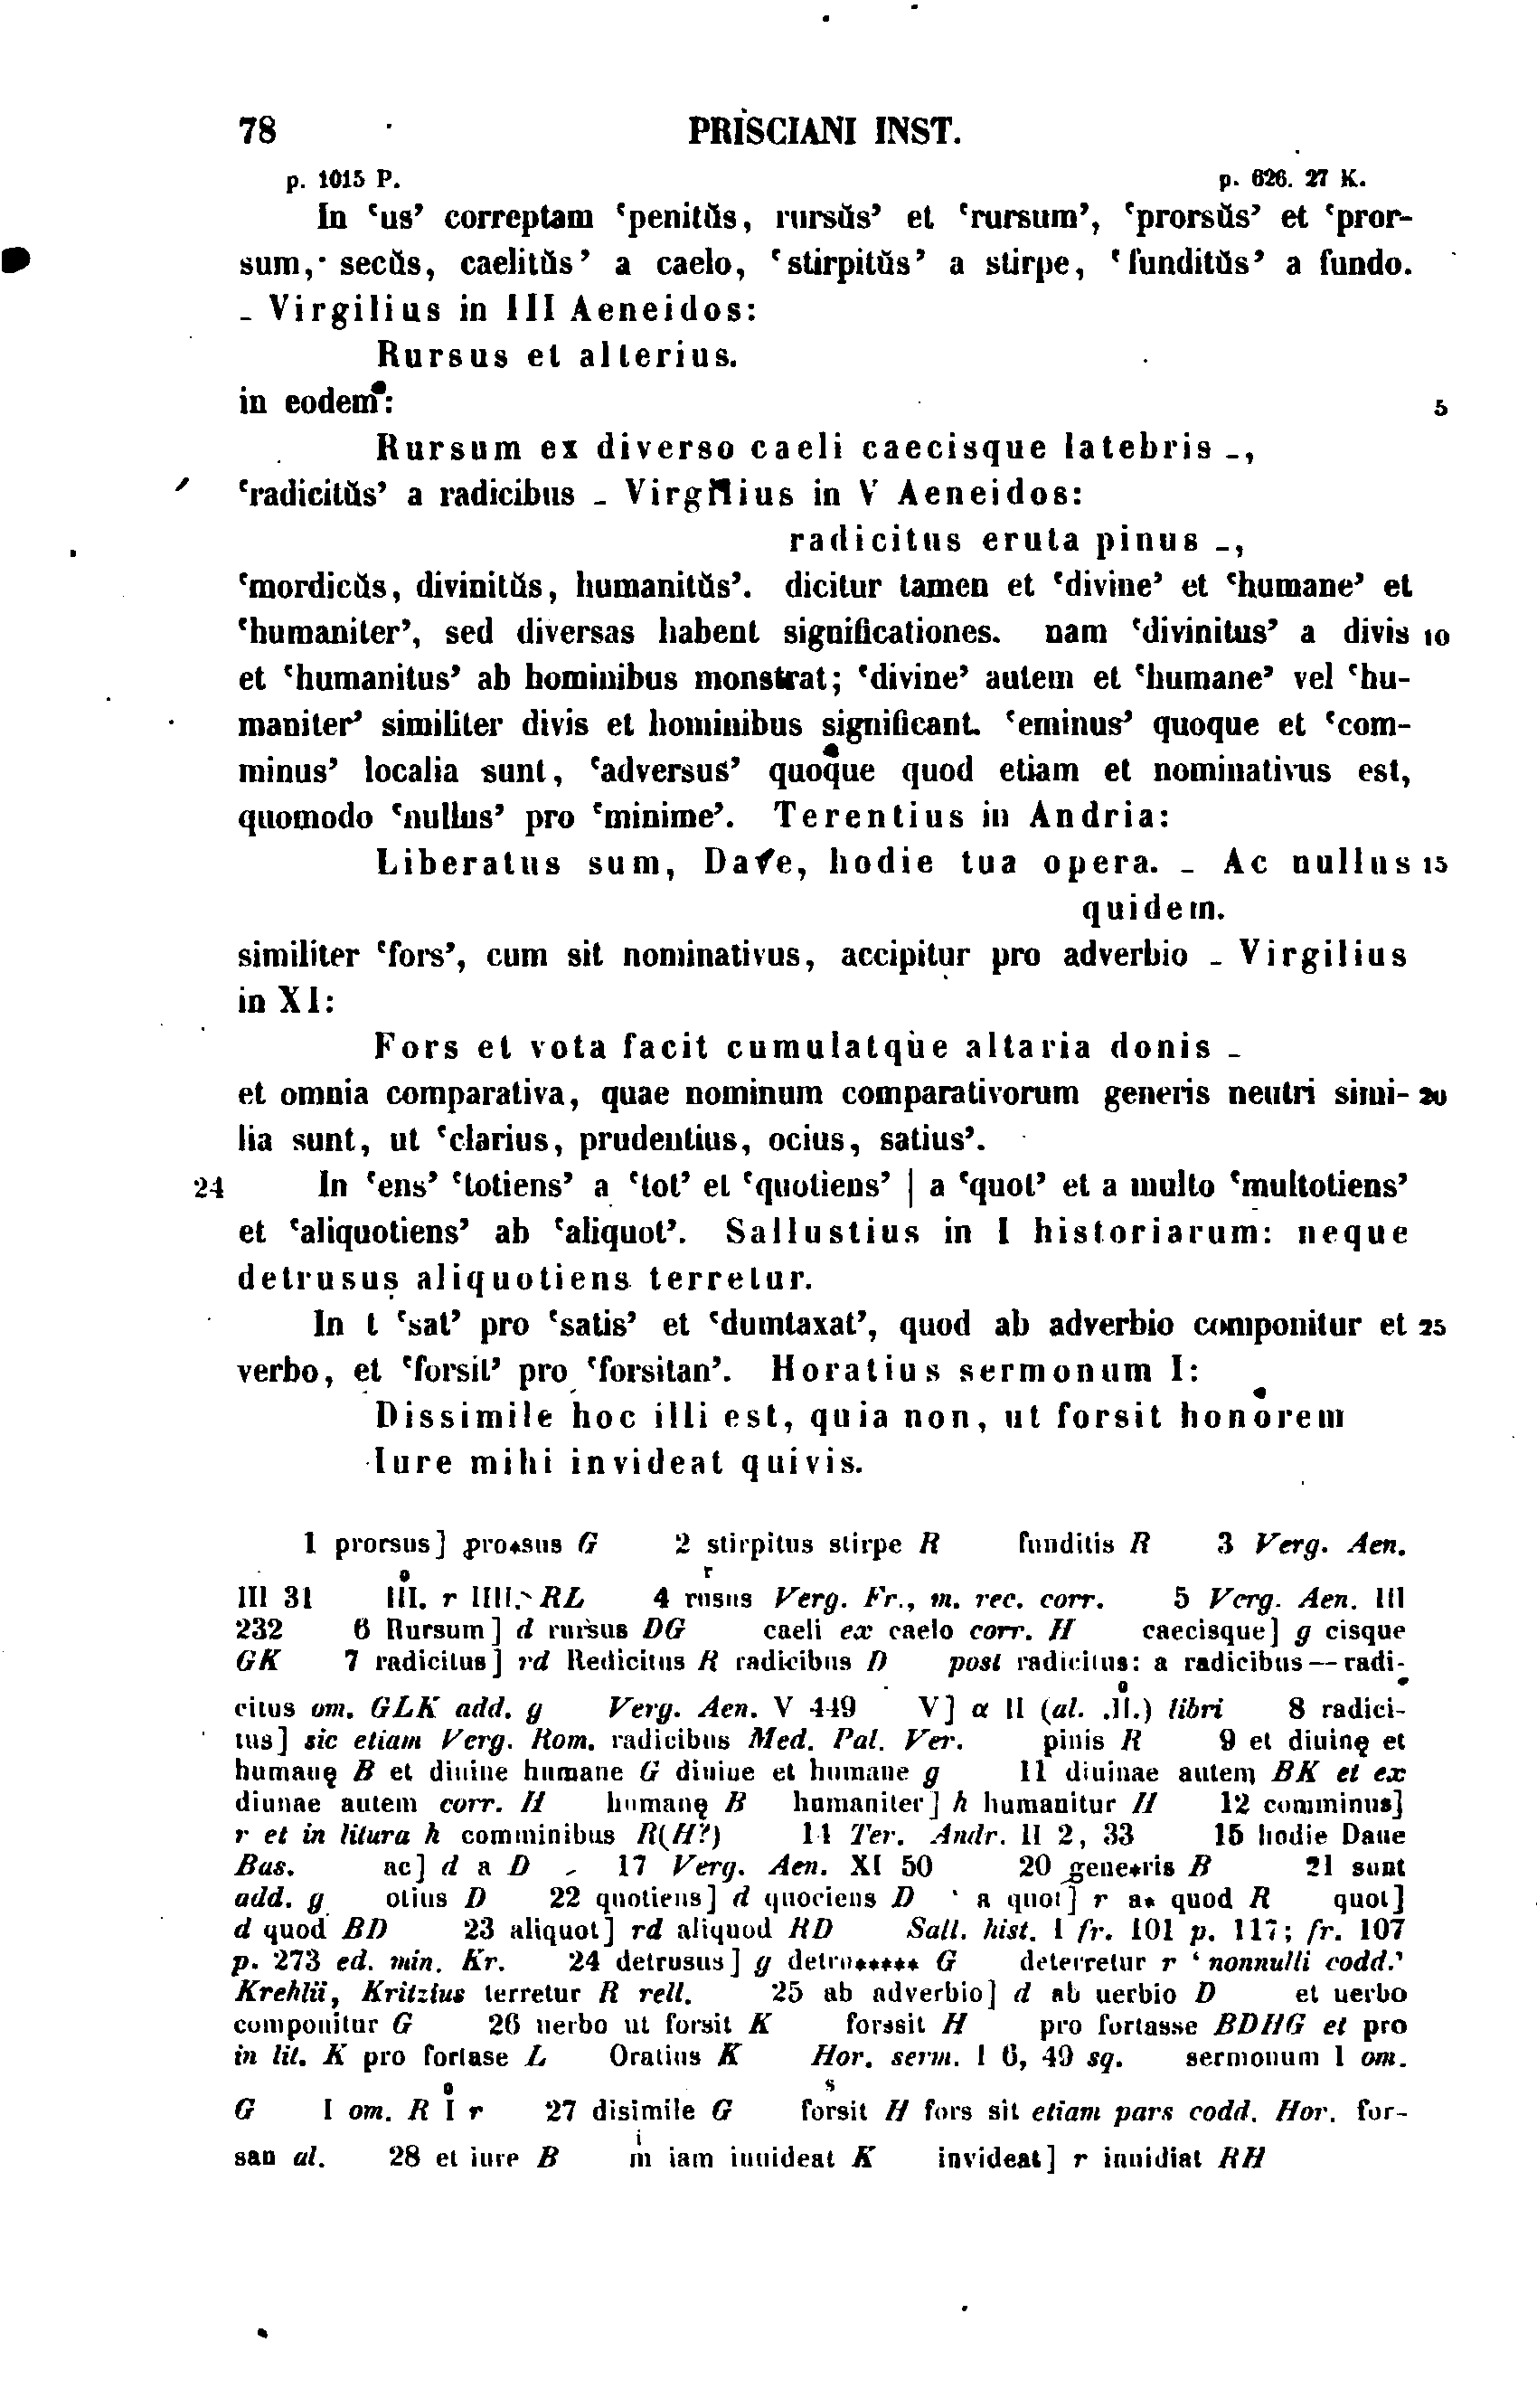 78 PRISCIANI INST.
p. 1015 P. p. 626. 27 K.
In ‘us’ correptam ‘penitŭs, rursŭs’ et ‘rursum’, ‘prorsŭs’ et ‘pror-
sum, secŭs, caelitŭs’ a caelo, ‘stirpitŭs’ a stirpe, ‘funditŭs’ a fundo.
_ Virgilius in III Aeneidos:
Rursus et alterius.
in eodem: 5
Rursum ex diverso caeli caecisque latebris _,
‘radicitŭs’ a radicibus _ Virgilius in V Aeneidos:
radicitus eruta pinus _,
‘mordicŭs, divinitŭs, humanitŭs’. dicitur tamen et ‘divine’ et ‘humane’ et
‘humaniter’, sed diversas habent significationes. nam ‘divinitus’ a divis 10
et ‘humanitus’ ab hominibus monstrat; ‘divine’ autem et ‘humane’ vel ‘hu-
maniter’ similiter divis et hominibus significant. ‘eminus’ quoque et ‘com-
minus’ localia sunt, ‘adversus’ quoque quod etiam et nominativus est,
quomodo ‘nullus’ pro ‘minime’. Terentius in Andria:
Liberatus sum, Dave, hodie tua opera. _ Ac nullus 15
quidem.
similiter ‘fors’, cum sit nominativus, accipitur pro adverbio _ Virgilius
in XI:
Fors et vota facit cumulatque altaria donis _
et omnia comparativa, quae nominum comparativorum generis neutri simi- 20
lia sunt, ut ‘clarius, prudentius, ocius, satius’.
24 In ‘ens’ ‘totiens’ a ‘tot’ et ‘quotiens’ | a ‘quot’ et a multo ‘multotiens’
et ‘aliquotiens’ ab ‘aliquot’. Sallustius in I historiarum: neque
detrusus aliquotiens terretur.
In t ‘sat’ pro ‘satis’ et ‘dumtaxat’, quod ab adverbio componitur et 25
verbo, et ‘forsit’ pro ‘forsitan’. Horatius sermonum I:
Dissimile hoc illi est, quia non, ut forsit honorem
Iure mihi invideat quivis.
1 prorsus] pro*sus G 2 stirpitus stirpe R funditis R 3 Verg. Aen.
o r
III 31 III. r IIII. RL 4 rusus Verg. Fr., m. rec. corr. 5 Verg. Aen. III
232 6 Rursum] d rursus DG caeli ex caelo corr. H caecisque] g cisque
GK 7 radicitus] rd Redicitus R radicibus D post radicitus: a radicibus — radi-
o
citus om. GLK add. g Verg. Aen. V 449 V] α II (al. .II.) libri 8 radici-
tus] sic etiam Verg. Rom. radicibus Med. Pal. Ver. pinis R 9 et diuinę et
humanę B et diuine humane G diuiue et humane g 11 diuinae autem BK et ex
diunae autem corr. H humanę B humaniter] h humanitur H 12 comminus]
r et in litura h comminibus R(H?) 14 Ter. Andr. II 2, 33 15 hodie Daue
Bas. ac] d a D 17 Verg. Aen. XI 50 20 gene*ris B 21 sunt
add. g otius D 22 quotiens] d quociens D a quot] r a* quod R quot]
d quod BD 23 aliquot] rd aliquod RD Sall. hist. I fr. 101 p. 117; fr. 107
p. 273 ed. min. Kr. 24 detrusus] g detru***** G deterretur r ‘nonnulli codd.’
Krehlii, Kritzius terretur R rell. 25 ab adverbio] d ab uerbio D et uerbo
componitur G 26 uerbo ut forsit K forssit H pro fortasse BDHG et pro
in lit. K pro fortase L Oratius K Hor. serm. I 6, 49 sq. sermonum I om.
o s
G I om. R I r 27 disimile G forsit H fors sit etiam pars codd. Hor. for-
i
san al. 28 et iure B m iam inuideat K invideat] r inuidiat RH